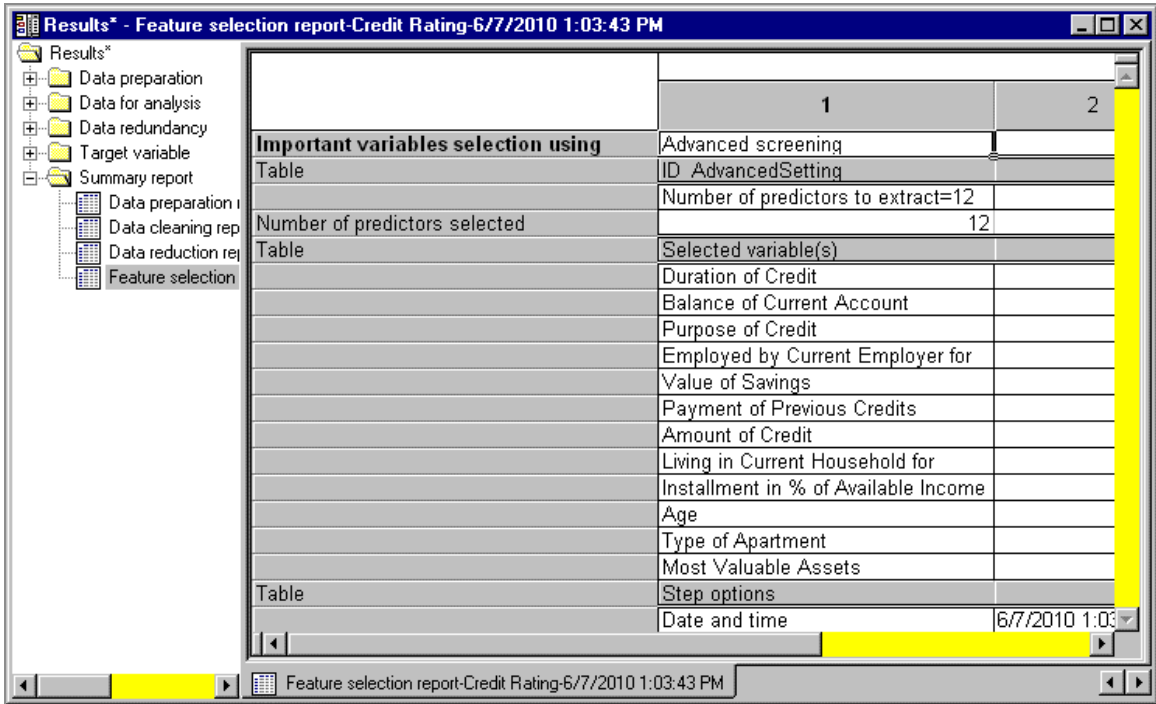 Results* - Feature selection report-Credit Rating-6/7/2010 1:03:43 PM
Results*
Data preparation
Data for analysis
Data redundancy
Target variable
Summary report
Data preparation
Data cleaning rep
Data reduction rep
Feature selection
1 2
Important variables selection using Advanced screening
Table ID_AdvancedSetting
Number of predictors to extract=12
Number of predictors selected 12
Table Selected variable(s)
Duration of Credit
Balance of Current Account
Purpose of Credit
Employed by Current Employer for
Value of Savings
Payment of Previous Credits
Amount of Credit
Living in Current Household for
Installment in % of Available Income
Age
Type of Apartment
Most Valuable Assets
Table Step options
Date and time 6/7/2010 1:03
Feature selection report-Credit Rating-6/7/2010 1:03:43 PM